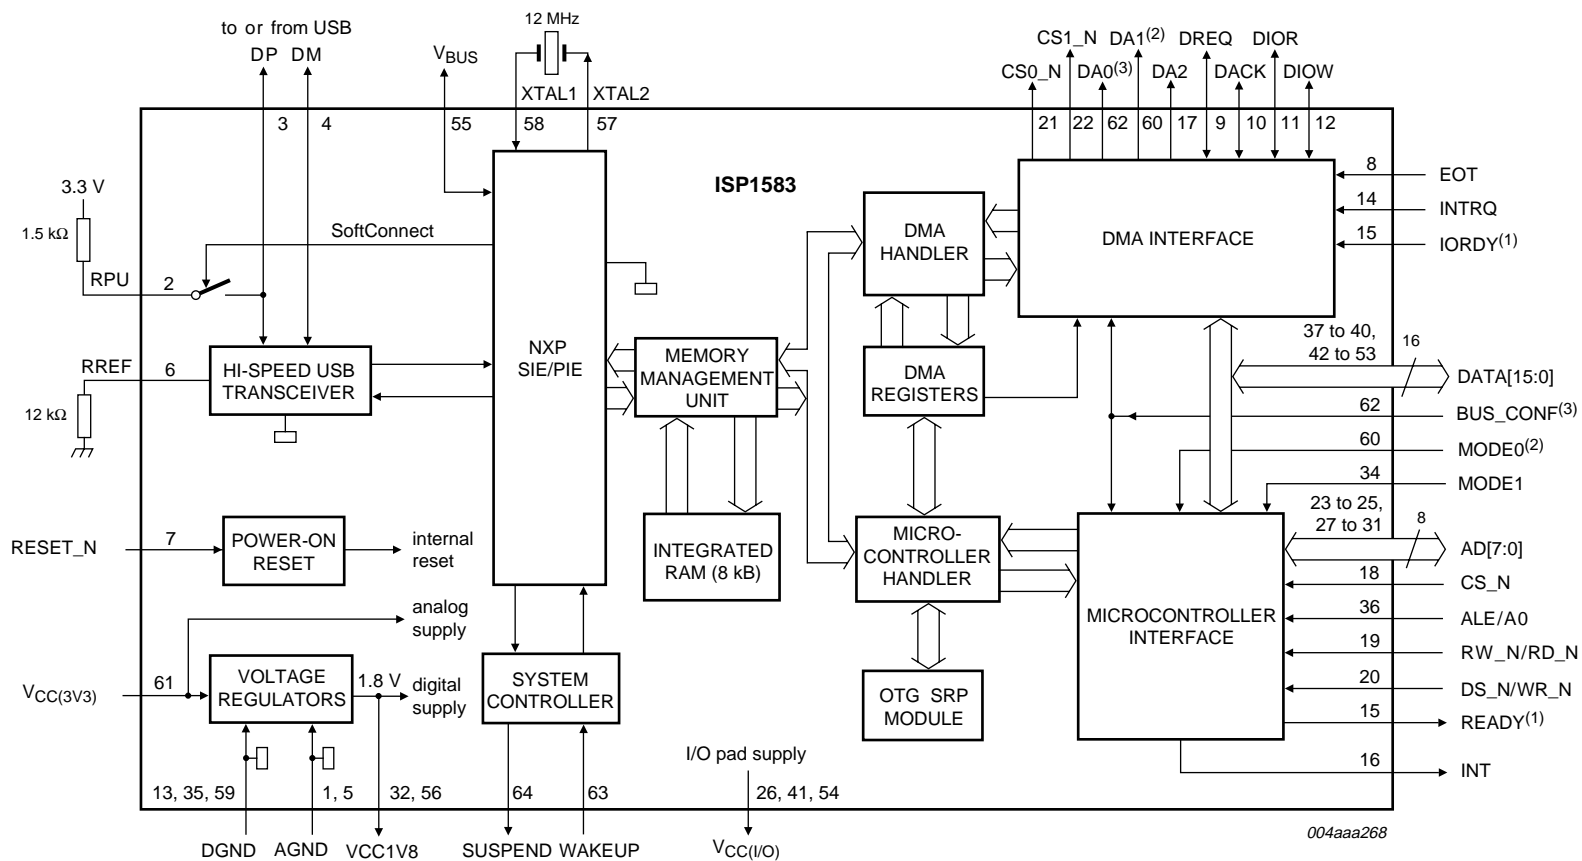 to or from USB
DP DM
12 MHz
VBUS
XTAL1 XTAL2
CS1_N DA1(2) DREQ DIOR
CS0_N DA0(3) DA2 DACK DIOW
3 4 55 58 57
21 22 62 60 17 9 10 11 12
ISP1583
3.3 V
1.5 kΩ
SoftConnect
RPU 2
DMA
HANDLER
DMA INTERFACE
8 EOT
14 INTRQ
15 IORDY(1)
RREF 6
12 kΩ
HI-SPEED USB
TRANSCEIVER
NXP
SIE/PIE
MEMORY
MANAGEMENT
UNIT
DMA
REGISTERS
37 to 40,
42 to 53
16
DATA[15:0]
62 BUS_CONF(3)
60 MODE0(2)
34 MODE1
23 to 25,
27 to 31
8
AD[7:0]
RESET_N 7
POWER-ON
RESET
internal
reset
INTEGRATED
RAM (8 kB)
MICRO-
CONTROLLER
HANDLER
MICROCONTROLLER
INTERFACE
18 CS_N
36 ALE/A0
19 RW_N/RD_N
20 DS_N/WR_N
15 READY(1)
16 INT
analog
supply
VCC(3V3) 61
VOLTAGE
REGULATORS
1.8 V
digital
supply
SYSTEM
CONTROLLER
OTG SRP
MODULE
I/O pad supply
13, 35, 59 1, 5 32, 56 64 63 26, 41, 54
DGND AGND VCC1V8 SUSPEND WAKEUP VCC(I/O)
004aaa268